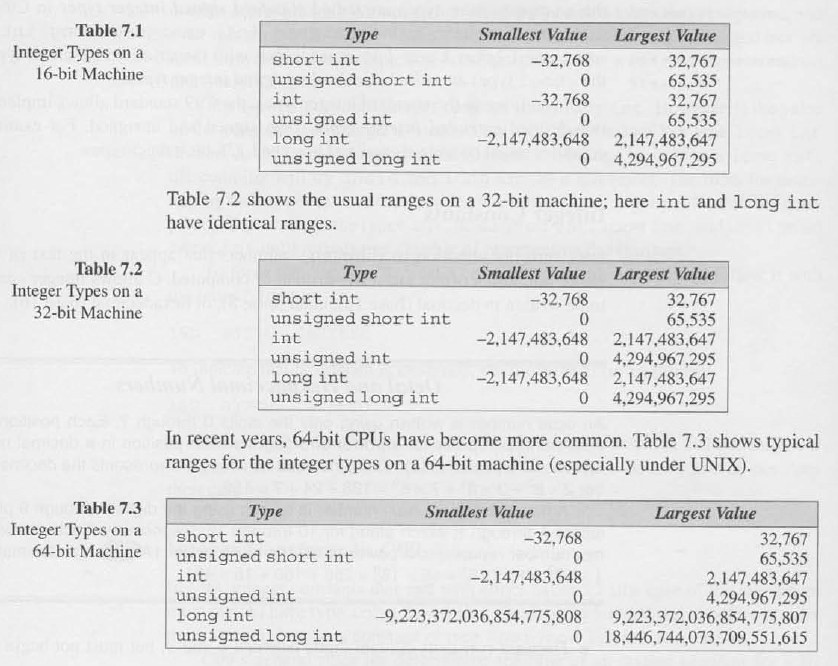 Table 7.1
Integer Types on a
16-bit Machine
Type Smallest Value Largest Value
short int –32,768 32,767
unsigned short int 0 65,535
int –32,768 32,767
unsigned int 0 65,535
long int –2,147,483,648 2,147,483,647
unsigned long int 0 4,294,967,295
Table 7.2 shows the usual ranges on a 32-bit machine; here int and long int
have identical ranges.
Table 7.2
Integer Types on a
32-bit Machine
Type Smallest Value Largest Value
short int –32,768 32,767
unsigned short int 0 65,535
int –2,147,483,648 2,147,483,647
unsigned int 0 4,294,967,295
long int –2,147,483,648 2,147,483,647
unsigned long int 0 4,294,967,295
In recent years, 64-bit CPUs have become more common. Table 7.3 shows typical
ranges for the integer types on a 64-bit machine (especially under UNIX).
Table 7.3
Integer Types on a
64-bit Machine
Type Smallest Value Largest Value
short int –32,768 32,767
unsigned short int 0 65,535
int –2,147,483,648 2,147,483,647
unsigned int 0 4,294,967,295
long int –9,223,372,036,854,775,808 9,223,372,036,854,775,807
unsigned long int 0 18,446,744,073,709,551,615